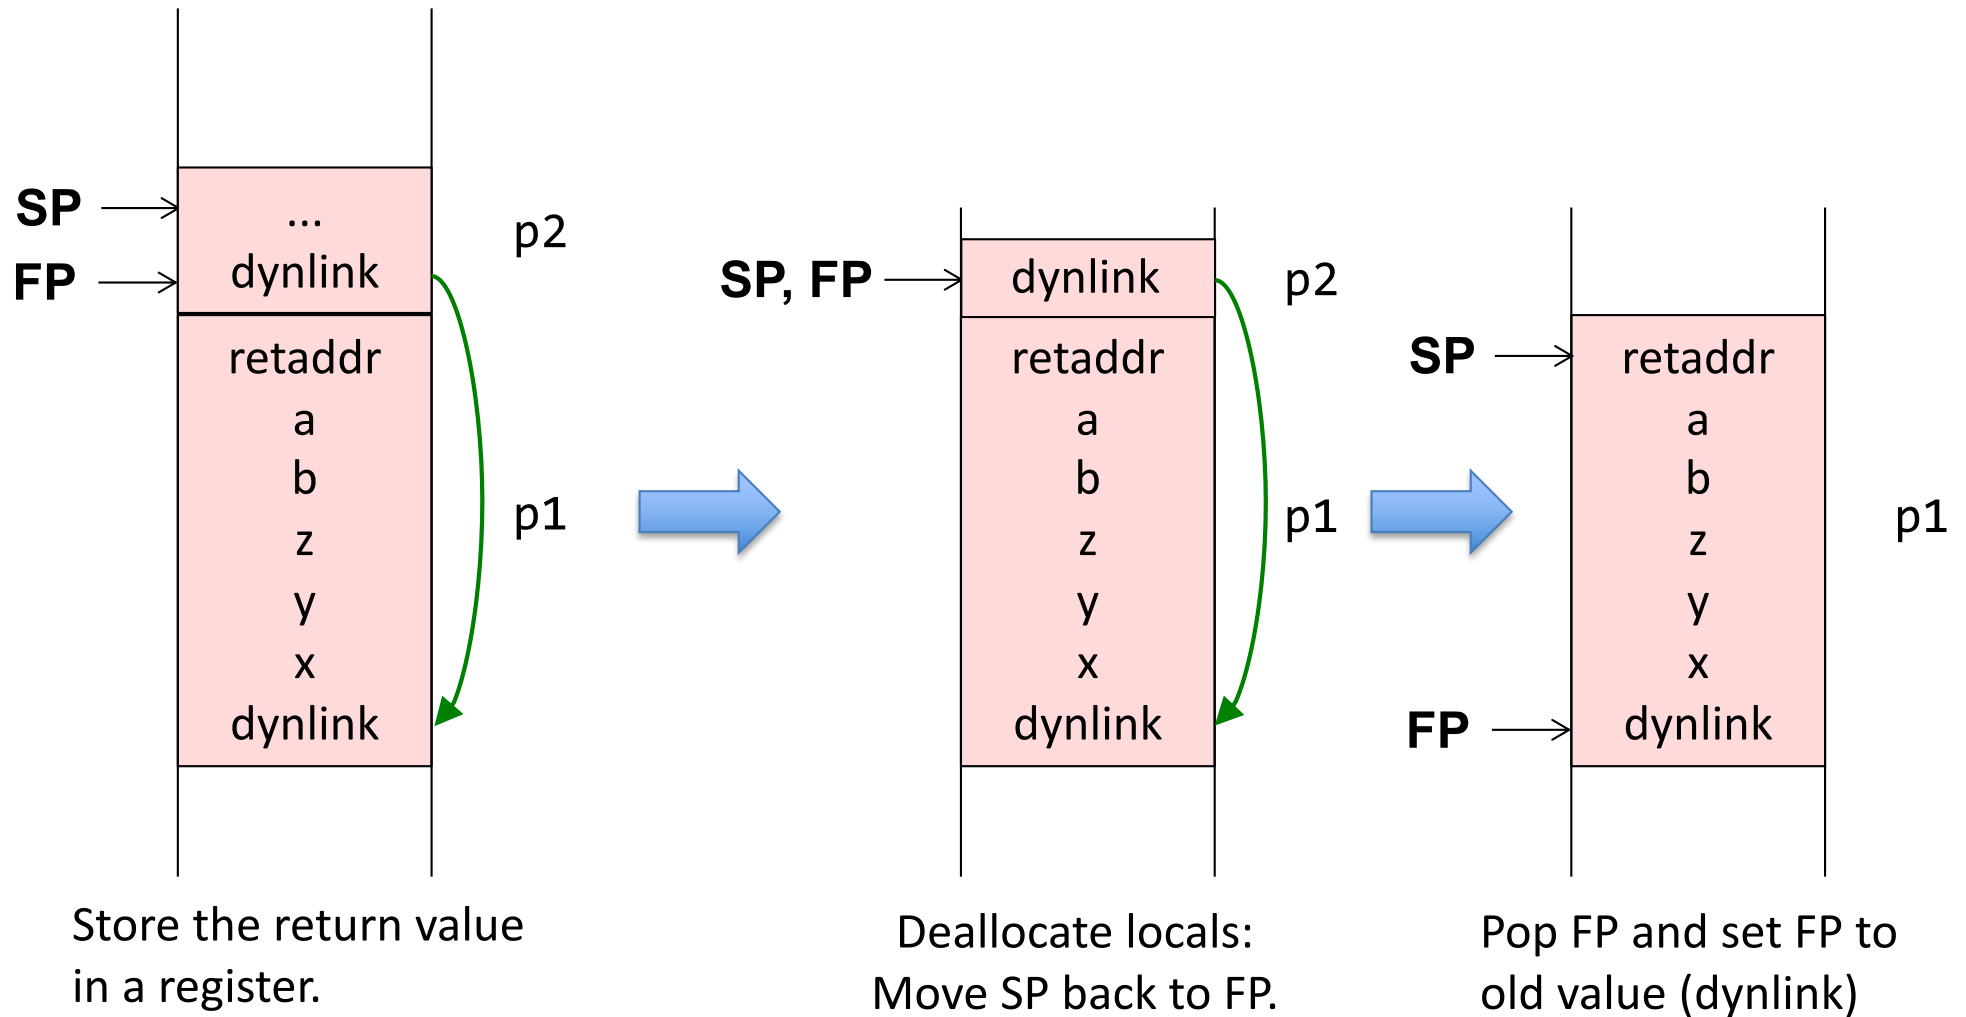 SP
FP
...
dynlink
p2
retaddr
a
b
z
y
x
dynlink
p1
Store the return value
in a register.
SP, FP
dynlink
p2
retaddr
a
b
z
y
x
dynlink
p1
Deallocate locals:
Move SP back to FP.
SP
FP
retaddr
a
b
z
y
x
dynlink
p1
Pop FP and set FP to
old value (dynlink)